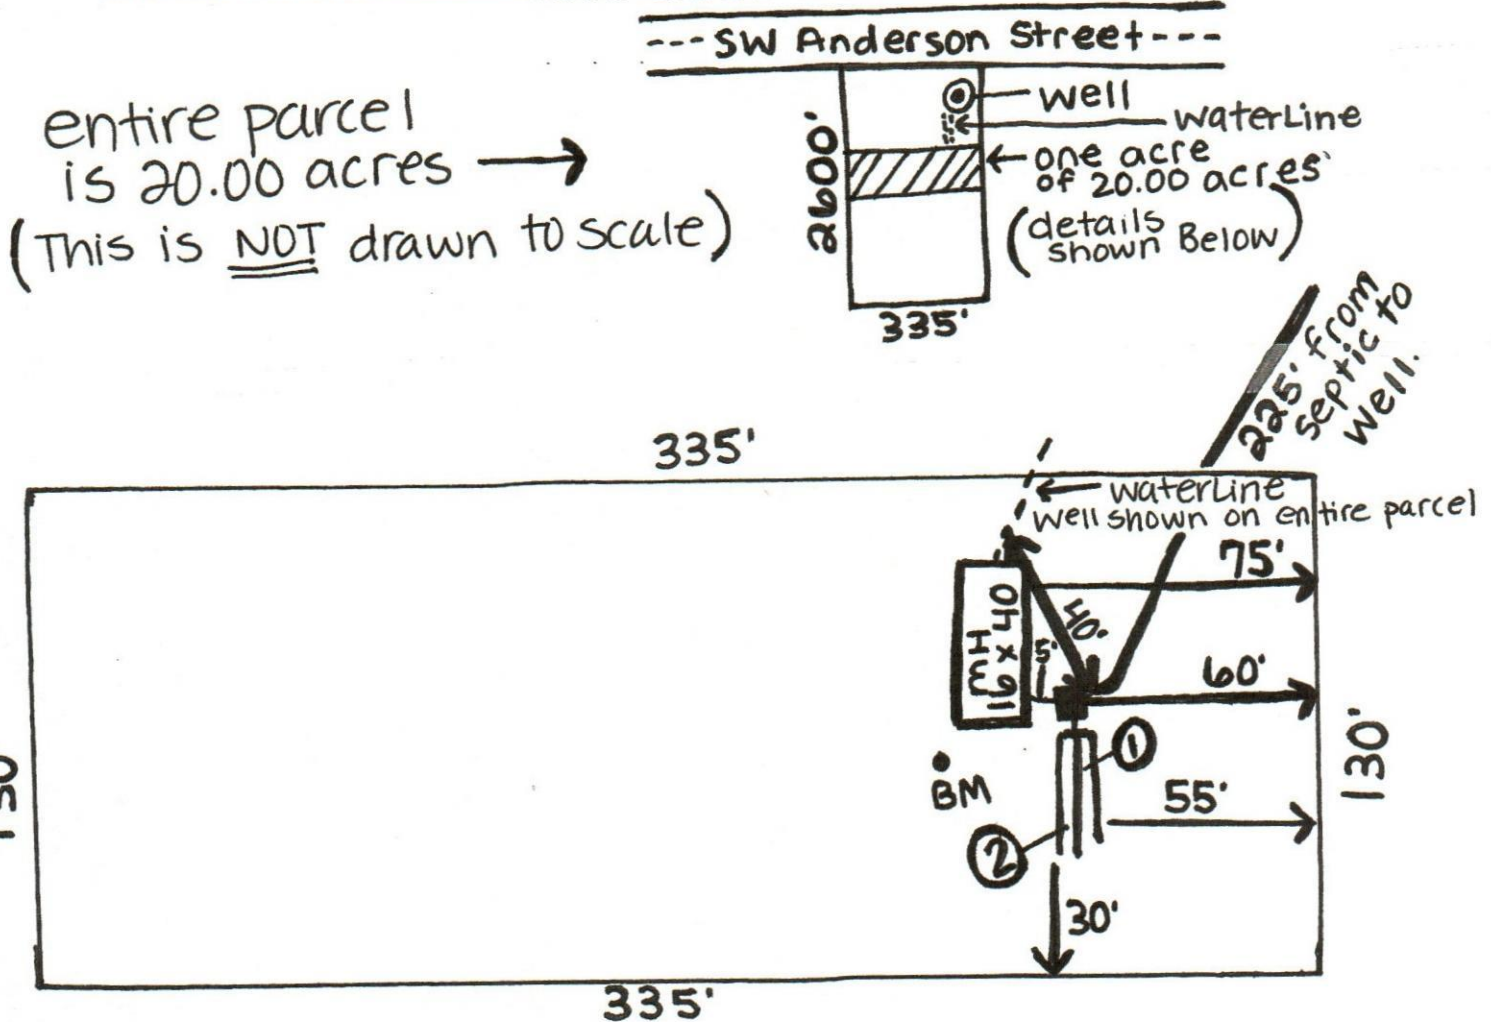 ---SW Anderson Street---
entire parcel
is 20.00 acres
(This is NOT drawn to scale)
well
waterLine
one acre
of 20.00 acres
(details
shown Below)
2600'
335'
225' from
septic to
well.
335'
waterLine
well shown on entire parcel
75'
MH
16 x 40
40'
5'
60'
130'
1
BM
55'
2
30'
335'